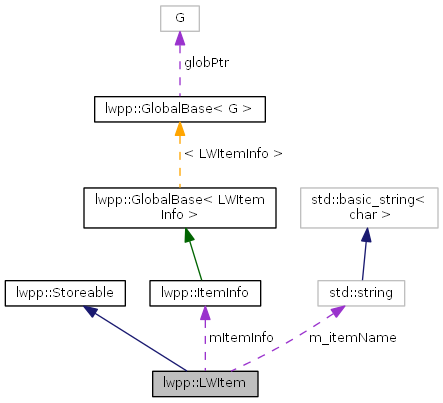 G
globPtr
lwpp::GlobalBase< G >
< LWItemInfo >
lwpp::GlobalBase< LWItem
Info >
std::basic_string<
char >
lwpp::Storeable
lwpp::ItemInfo
std::string
mItemInfo
m_itemName
lwpp::LWItem